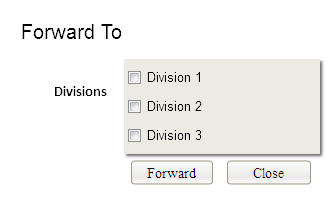 Forward To
Divisions
Division 1
Division 2
Division 3
Forward Close